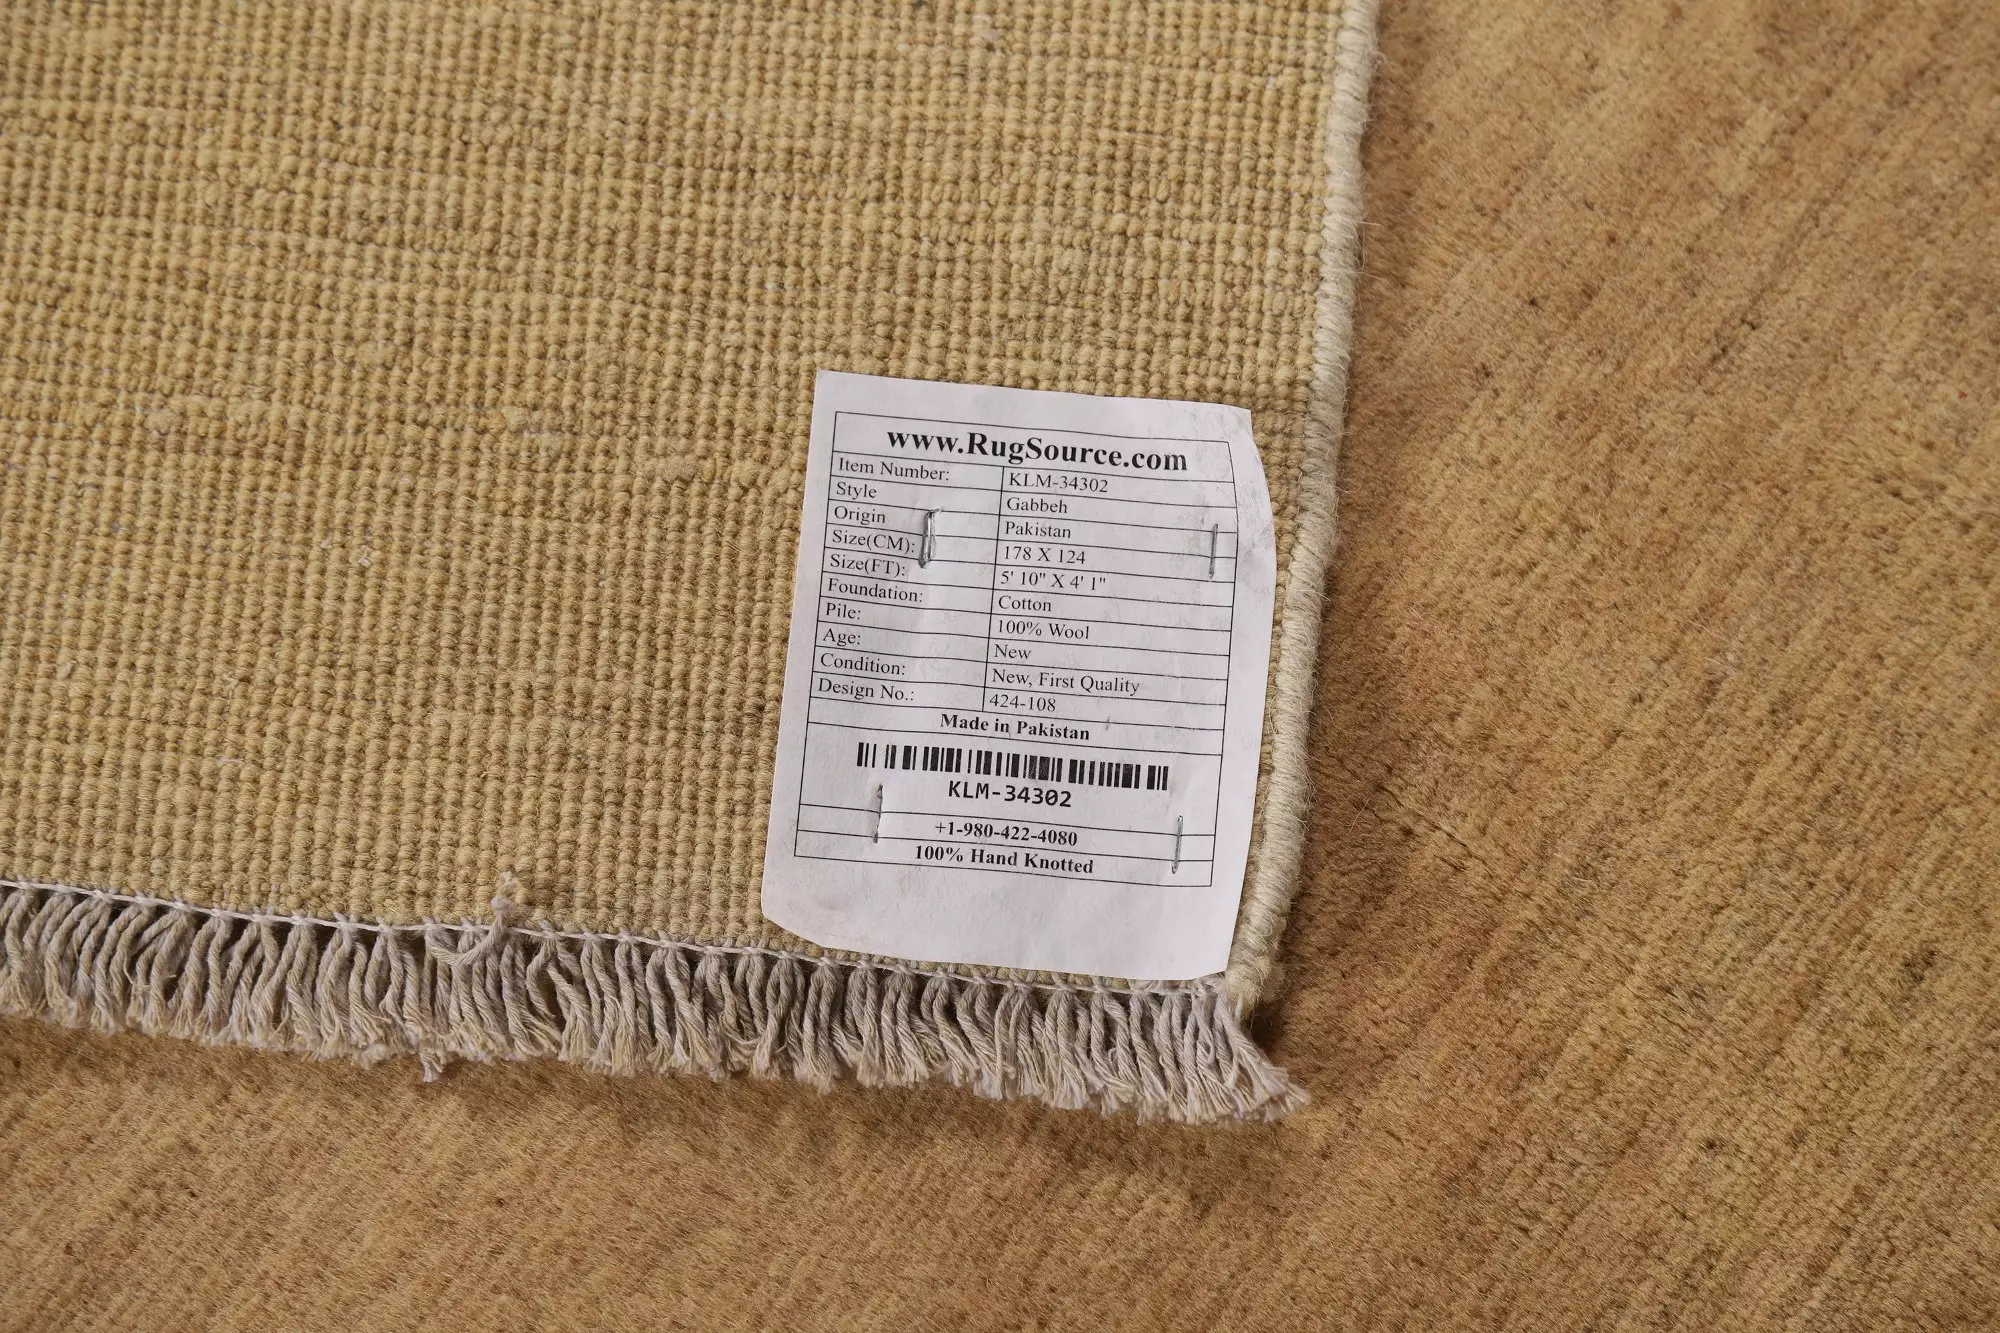 www.RugSource.com
Item Number: KLM-34302
Style Gabbeh
Origin Pakistan
Size(CM): 178 X 124
Size(FT): 5' 10" X 4' 1"
Foundation: Cotton
Pile: 100% Wool
Age: New
Condition: New, First Quality
Design No.: 424-108
Made in Pakistan
KLM-34302
+1-980-422-4080
100% Hand Knotted